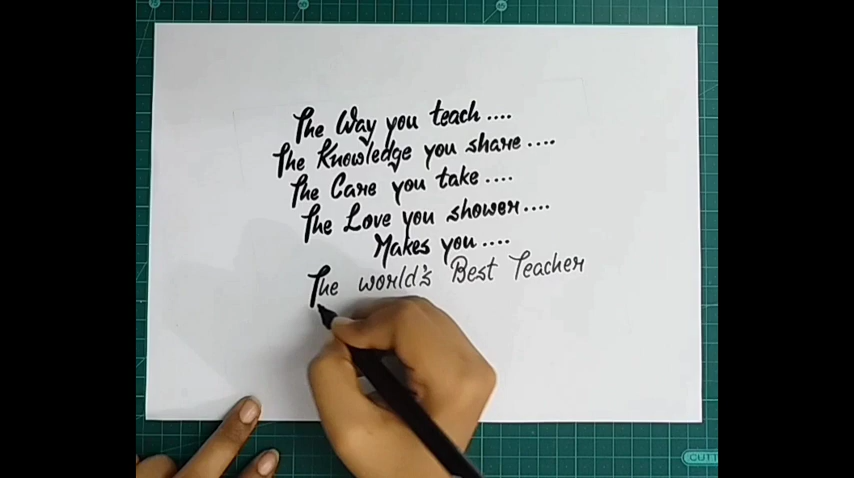 The Way you teach....
The Knowledge you share....
The Care you take....
The Love you shower....
Makes you....
The world's Best Teacher